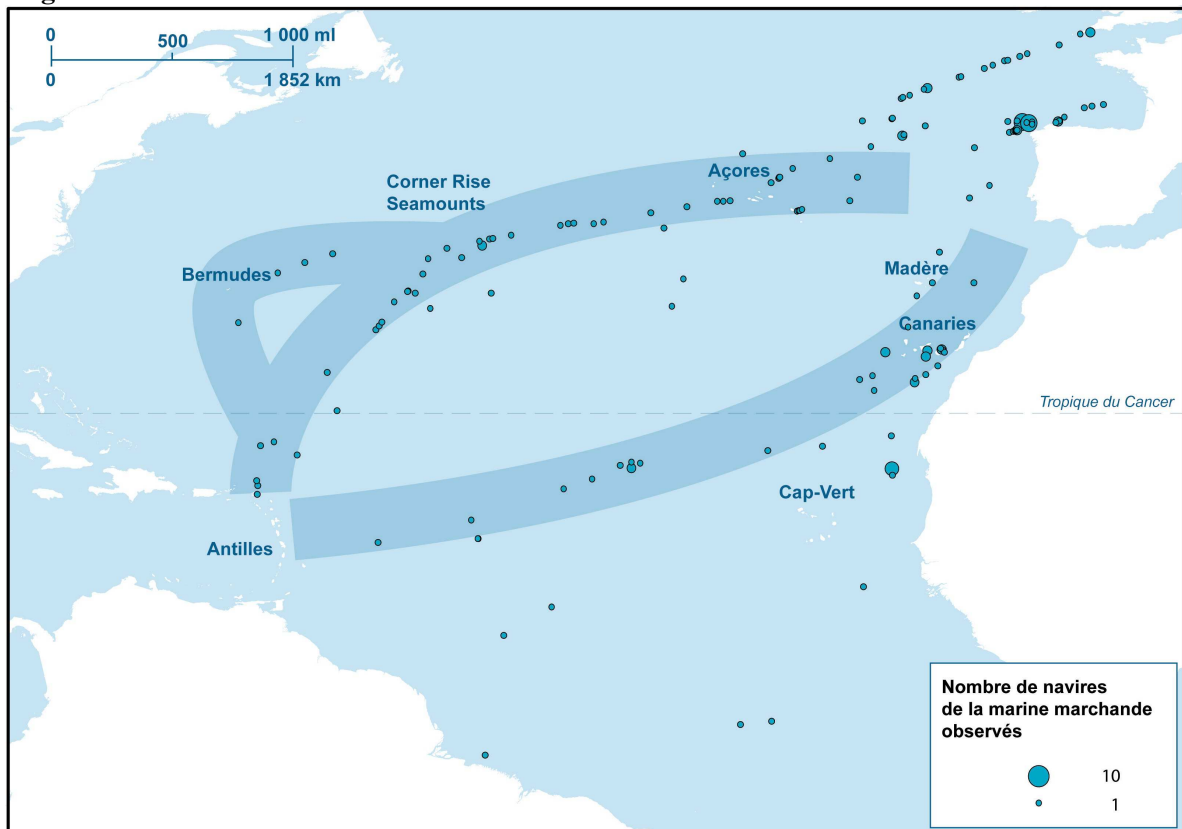 0 500 1 000 ml
0 1 852 km
Corner Rise
Seamounts
Açores
Bermudes
Madère
Canaries
Tropique du Cancer
Cap-Vert
Antilles
Nombre de navires
de la marine marchande
observés
10
1